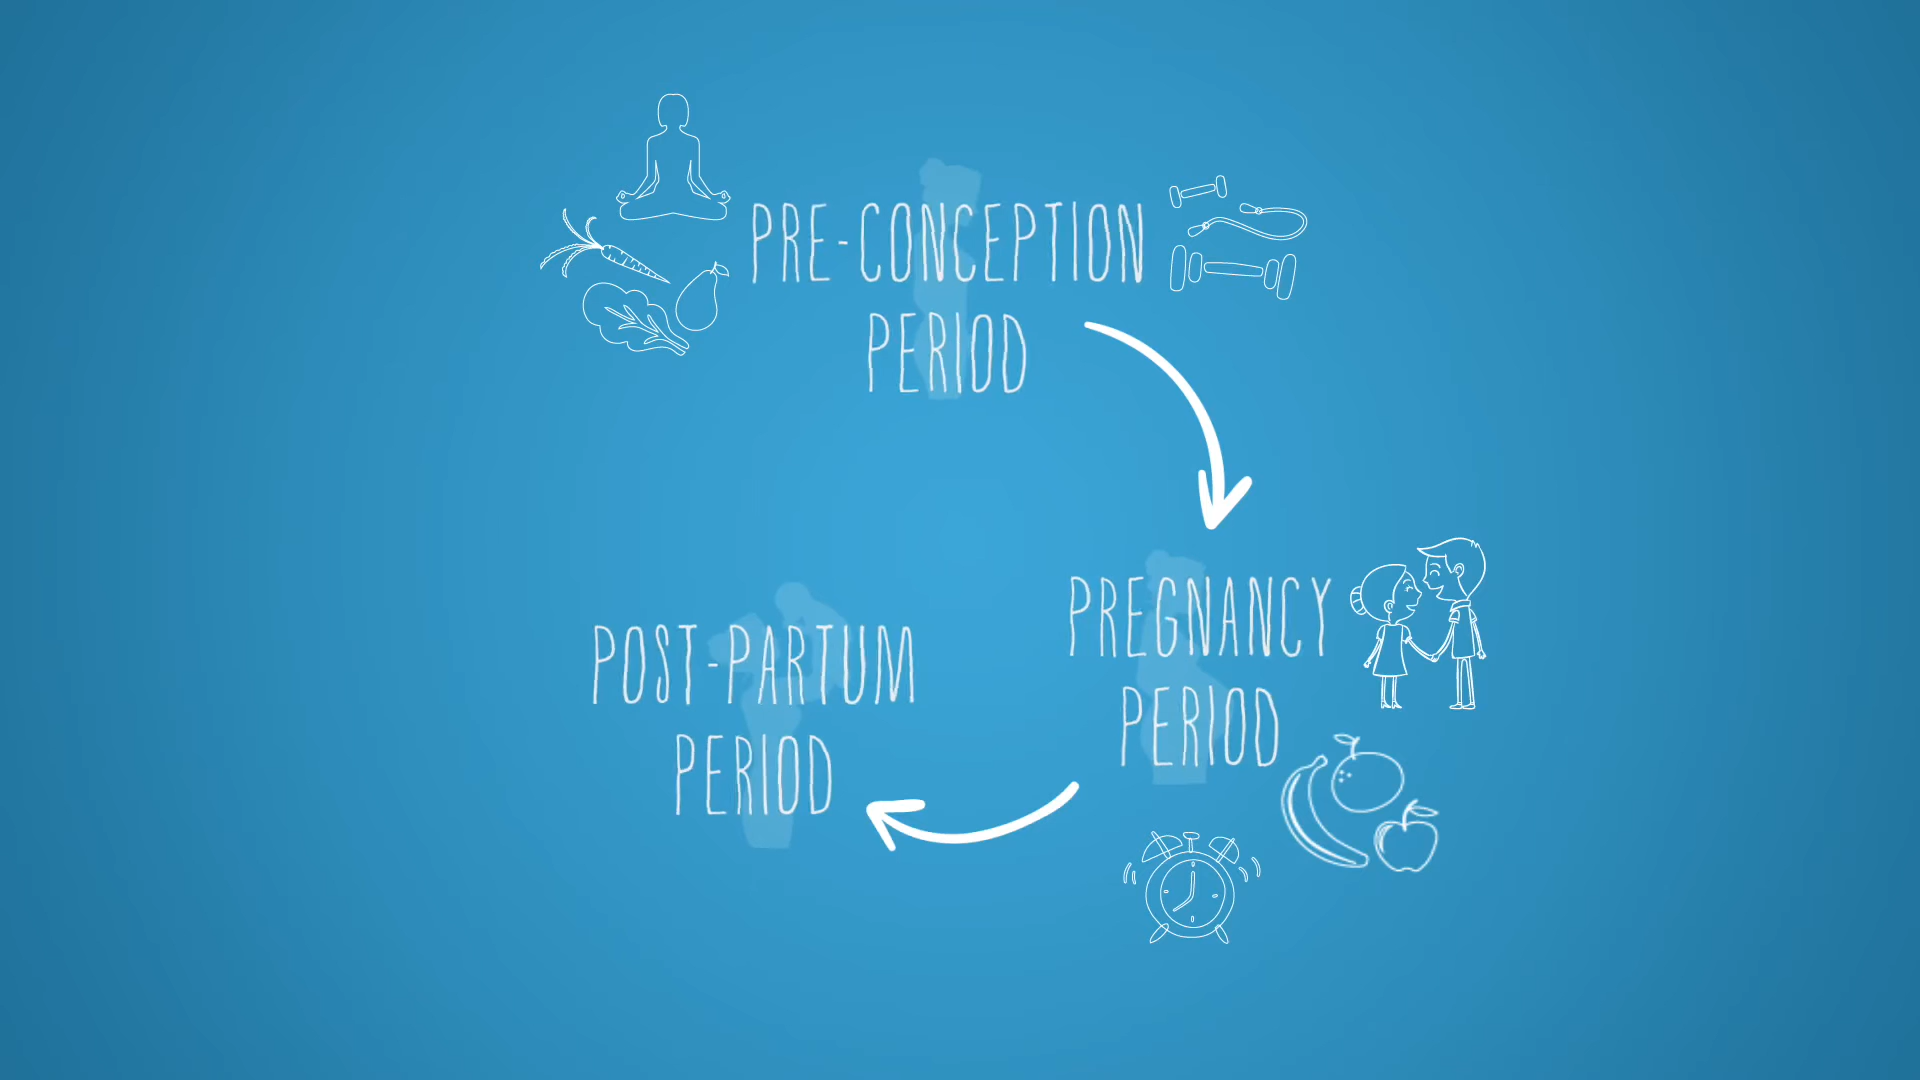 PRE-CONCEPTION
PERIOD
PREGNANCY
PERIOD
POST-PARTUM
PERIOD